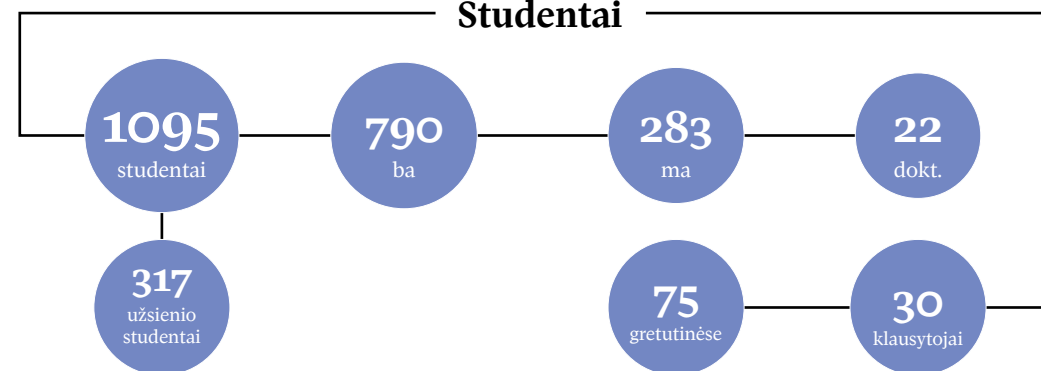 Studentai
1095
studentai
790
ba
283
ma
22
dokt.
317
užsienio
studentai
75
gretutinėse
30
klausytojai